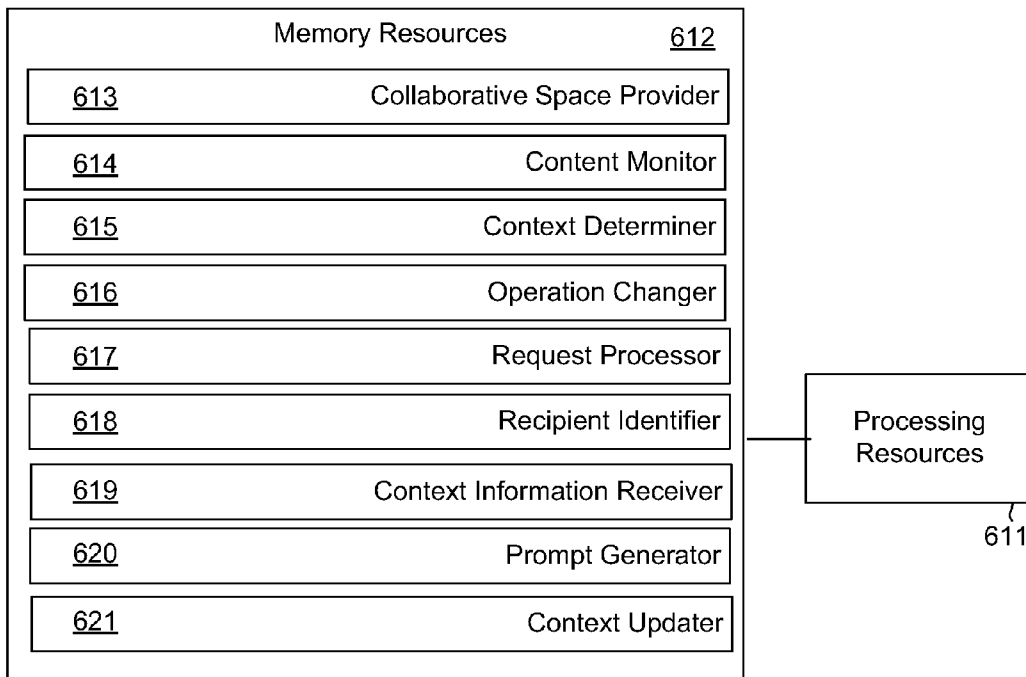 Memory Resources 612
613 Collaborative Space Provider
614 Content Monitor
615 Context Determiner
616 Operation Changer
617 Request Processor
618 Recipient Identifier
619 Context Information Receiver
620 Prompt Generator
621 Context Updater
Processing
Resources
611